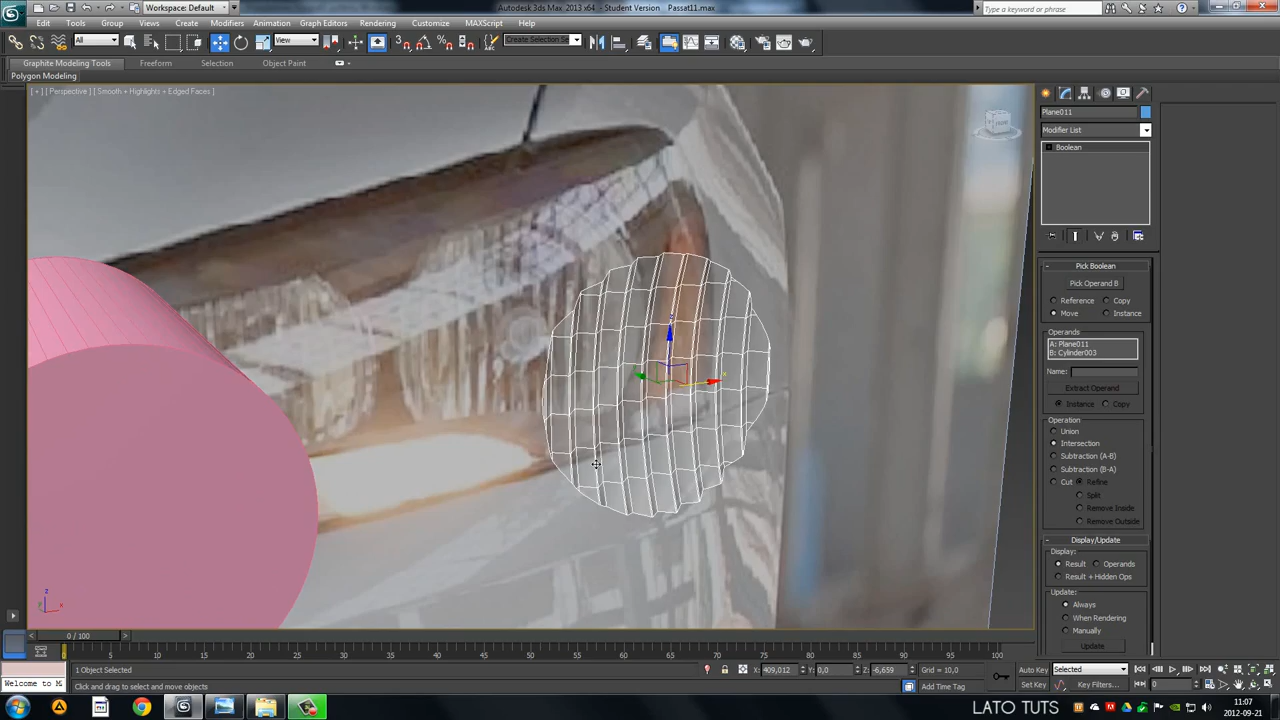 Workspace: Default
Autodesk 3ds Max 2013 x64 - Student Version Passat11.max
Type a keyword or phrase
Edit Tools Group Views Create Modifiers Animation Graph Editors Rendering Customize MAXScript Help
All
View
Create Selection Se
Graphite Modeling Tools Freeform Selection Object Paint
Polygon Modeling
[ + ] [ Perspective ] [ Smooth + Highlights + Edged Faces ]
Plane011
Modifier List
Boolean
Pick Boolean
Pick Operand B
Reference Copy
Move Instance
Operands
A: Plane011
B: Cylinder003
Name:
Extract Operand
Instance Copy
Operation
Union
Intersection
Subtraction (A-B)
Subtraction (B-A)
Cut Refine
Split
Remove Inside
Remove Outside
Display/Update
Display:
Result Operands
Result + Hidden Ops
Update:
Always
When Rendering
Manually
Update
z
x
0 / 100
0 5 10 15 20 25 30 35 40 45 50 55 60 65 70 75 80 85 90 95 100
1 Object Selected
X: 409,012 Y: 0,0 Z: -6,659 Grid = 10,0
Auto Key Selected
Welcome to M
Click and drag to select and move objects
Add Time Tag
Set Key Key Filters... 0
LATO TUTS
PL
11:07
2012-09-21